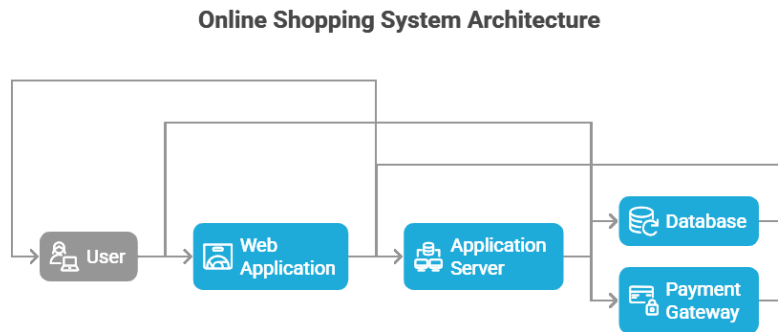 Online Shopping System Architecture
User
Web
Application
Application
Server
Database
Payment
Gateway